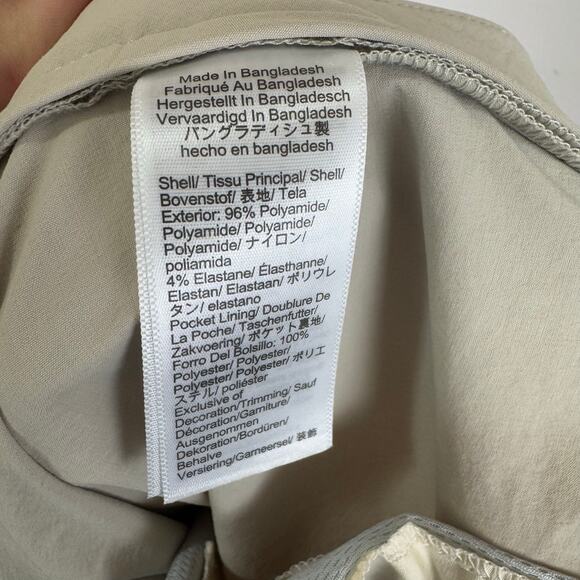 Made In Bangladesh
Fabriqué Au Bangladesh
Hergestellt In Bangladesch
Vervaardigd In Bangladesh
バングラディシュ製
hecho en bangladesh
Shell/ Tissu Principal/ Shell/
Bovenstof/ 表地/ Tela
Exterior: 96% Polyamide/
Polyamide/ Polyamide/
Polyamide/ ナイロン/
poliamida
4% Elastane/ Élasthanne/
Elastan/ Elastaan/ ポリウレ
タン/ elastano
Pocket Lining/ Doublure De
La Poche/ Taschenfutter/
Zakvoering/ ポケット裏地/
Forro Del Bolsillo: 100%
Polyester/ Polyester/
Polyester/ Polyester/ ポリエ
ステル/ poliéster
Exclusive of
Decoration/Trimming/ Sauf
Décoration/Garniture/
Ausgenommen
Dekoration/Bordüren/
Behalve
Versiering/Garneersel/ 装飾